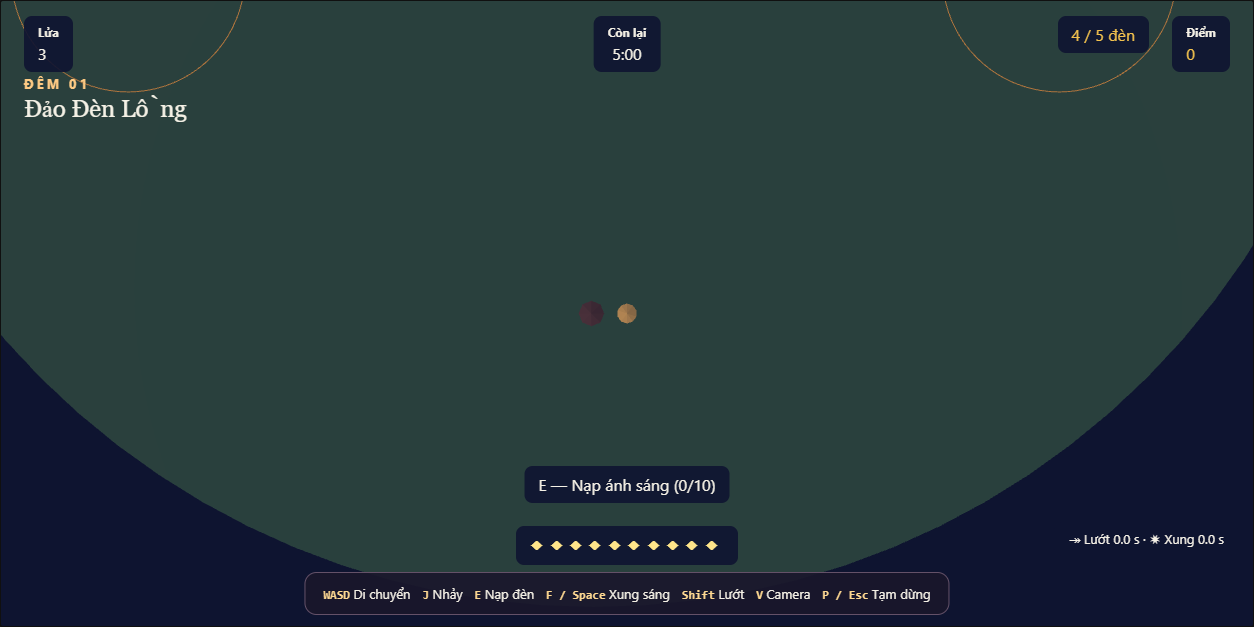 Lửa
3
Còn lại
5:00
4 / 5 đèn
Điểm
0
ĐÊM 01
Đảo Đèn Lồng
E — Nạp ánh sáng (0/10)
↠ Lướt 0.0 s · ✷ Xung 0.0 s
WASD Di chuyển J Nhảy E Nạp đèn F / Space Xung sáng Shift Lướt V Camera P / Esc Tạm dừng